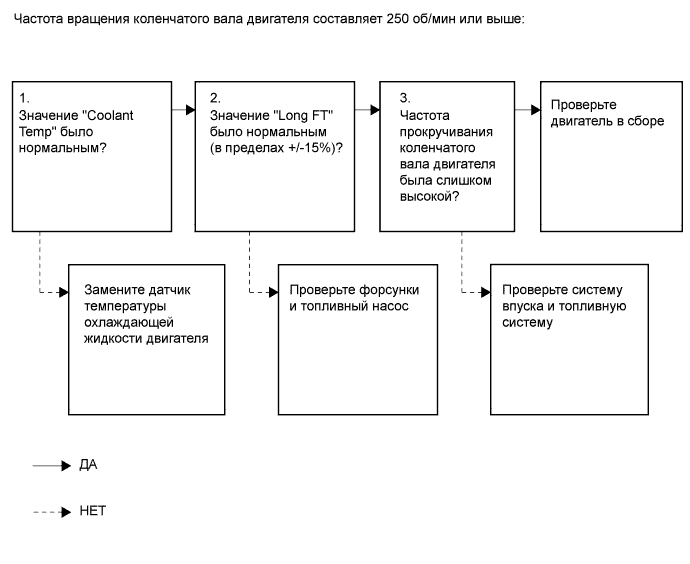 Частота вращения коленчатого вала двигателя составляет 250 об/мин или выше:
1.
Значение "Coolant
Temp" было
нормальным?
2.
Значение "Long FT"
было нормальным
(в пределах +/-15%)?
3.
Частота
прокручивания
коленчатого
вала двигателя
была слишком
высокой?
Проверьте
двигатель в сборе
Замените датчик
температуры
охлаждающей
жидкости двигателя
Проверьте форсунки
и топливный насос
Проверьте систему
впуска и топливную
систему
ДА
НЕТ